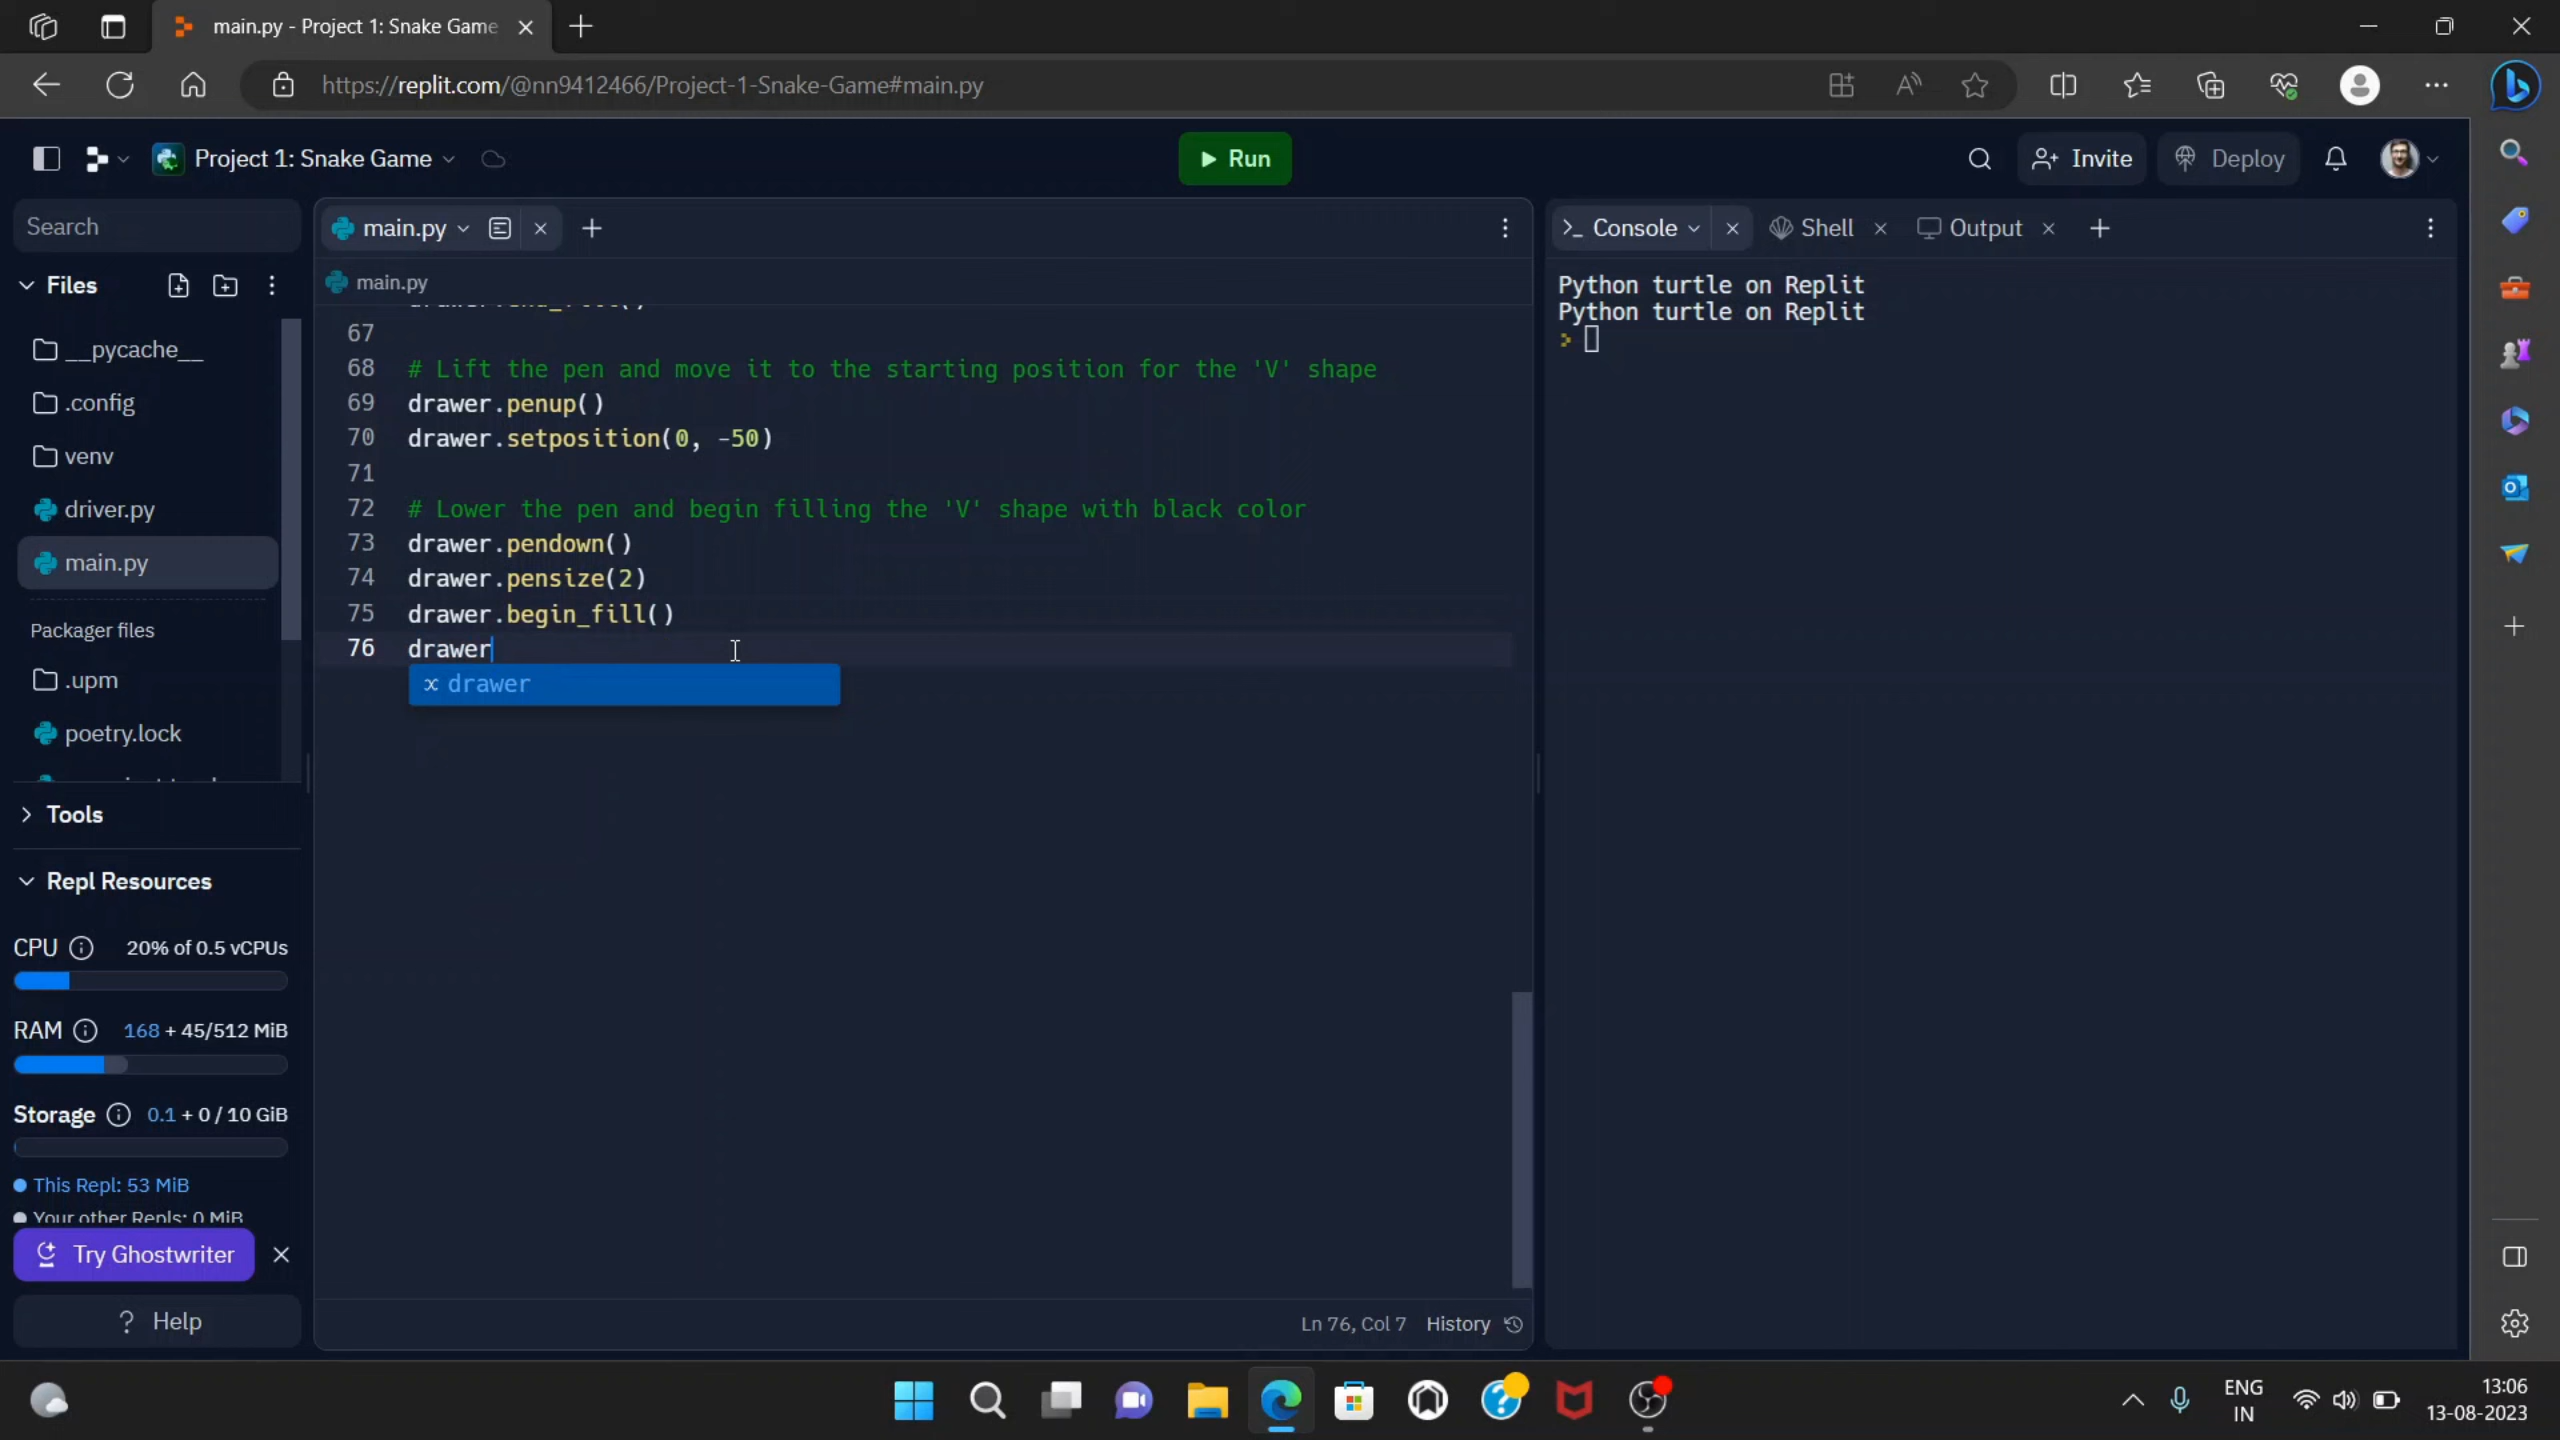 main.py - Project 1: Snake Game
https://replit.com/@nn9412466/Project-1-Snake-Game#main.py
Project 1: Snake Game
Run
Invite
Deploy
Search
Files
__pycache__
.config
venv
driver.py
main.py
Packager files
.upm
poetry.lock
Tools
Repl Resources
CPU 20% of 0.5 vCPUs
RAM 168 + 45/512 MiB
Storage 0.1 + 0 / 10 GiB
This Repl: 53 MiB
Your other Repls: 0 MiB
Try Ghostwriter
? Help
main.py
main.py
67
68 # Lift the pen and move it to the starting position for the 'V' shape
69 drawer.penup()
70 drawer.setposition(0, -50)
71
72 # Lower the pen and begin filling the 'V' shape with black color
73 drawer.pendown()
74 drawer.pensize(2)
75 drawer.begin_fill()
76 drawer
x drawer
Ln 76, Col 7 History
Console
Shell
Output
Python turtle on Replit
Python turtle on Replit
ENG
IN
13:06
13-08-2023